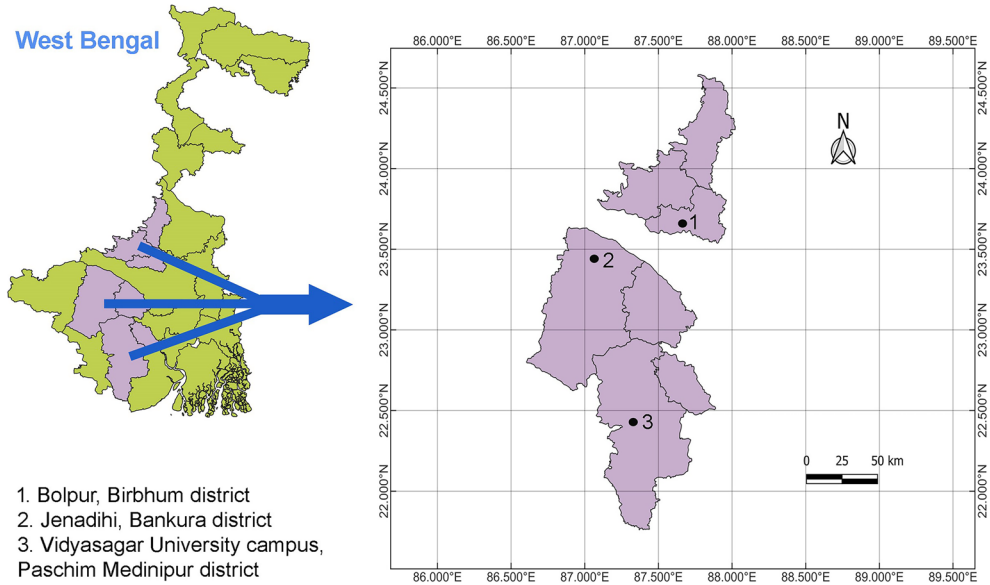 West Bengal
86.000°E 86.500°E 87.000°E 87.500°E 88.000°E 88.500°E 89.000°E 89.500°E
24.500°N 24.500°N
24.000°N 24.000°N
23.500°N 23.500°N
23.000°N 23.000°N
22.500°N 22.500°N
22.000°N 22.000°N
N
1
2
3
0 25 50 km
86.000°E 86.500°E 87.000°E 87.500°E 88.000°E 88.500°E 89.000°E 89.500°E
1. Bolpur, Birbhum district
2. Jenadihi, Bankura district
3. Vidyasagar University campus,
Paschim Medinipur district